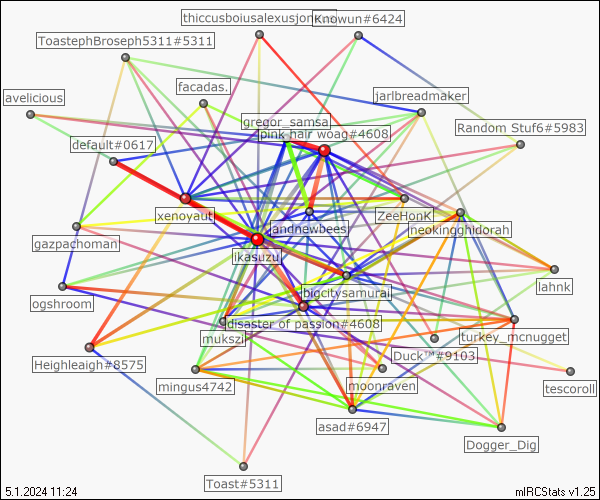 thiccusboiusalexusjon
Knowun#6424
ToastephBroseph5311#5311
facadas.
avelicious
jarlbreadmaker
gregor_samsa
pink hair woag#4608
Random Stuf6#5983
default#0617
xenoyaut
andnewbees
ZeeHonK
neokingghidorah
gazpachoman
ikasuzu
lahnk
bigcitysamurai
ogshroom
disaster of passion#4608
mukszi
turkey_mcnugget
Duck™#9103
Heighleaigh#8575
mingus4742
moonraven
tescoroll
asad#6947
Dogger_Dig
Toast#5311
5.1.2024 11:24
mIRCStats v1.25